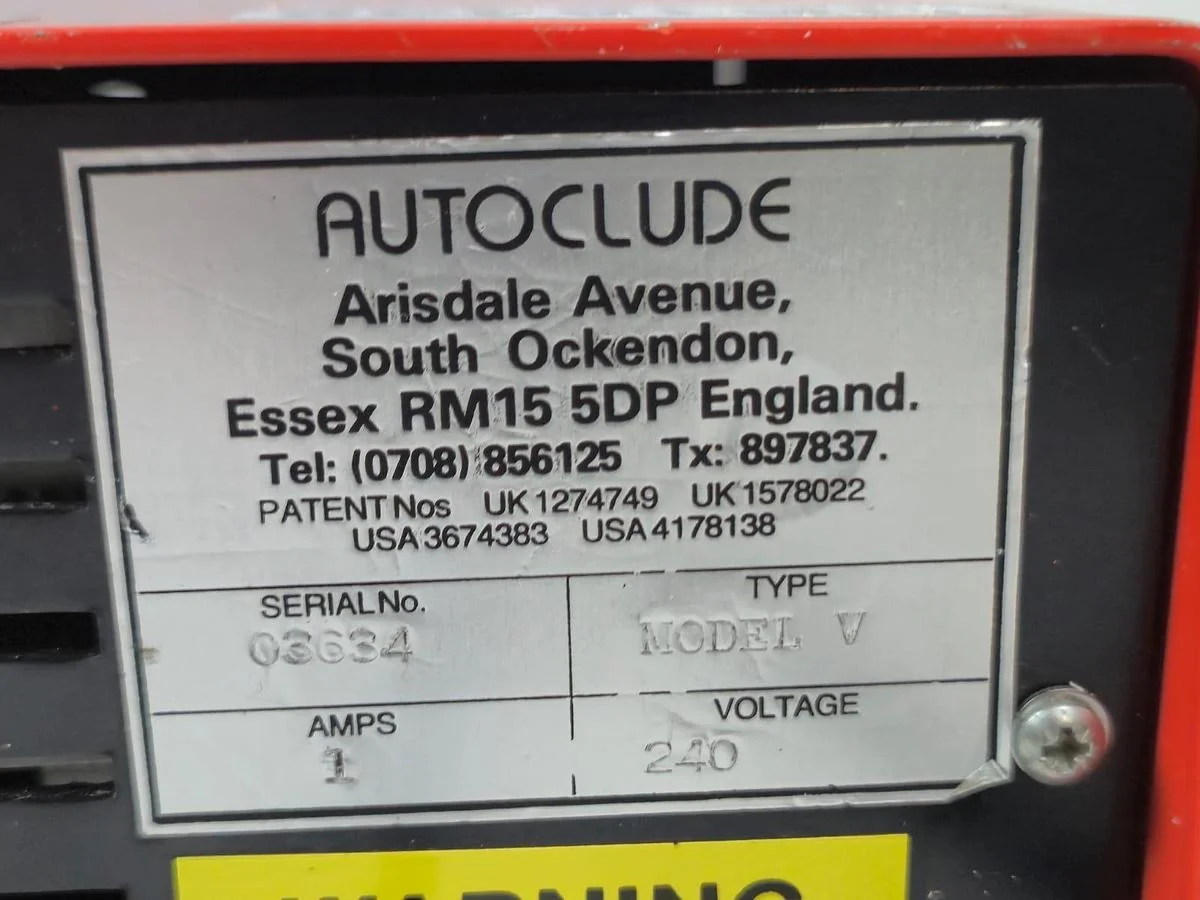 AUTOCLUDE
Arisdale Avenue,
South Ockendon,
Essex RM15 5DP England.
Tel: (0708) 856125 Tx: 897837.
PATENT Nos UK 1274749 UK 1578022
USA 3674383 USA 4178138
SERIAL No. TYPE
03634 MODEL V
AMPS VOLTAGE
1 240
WARNING